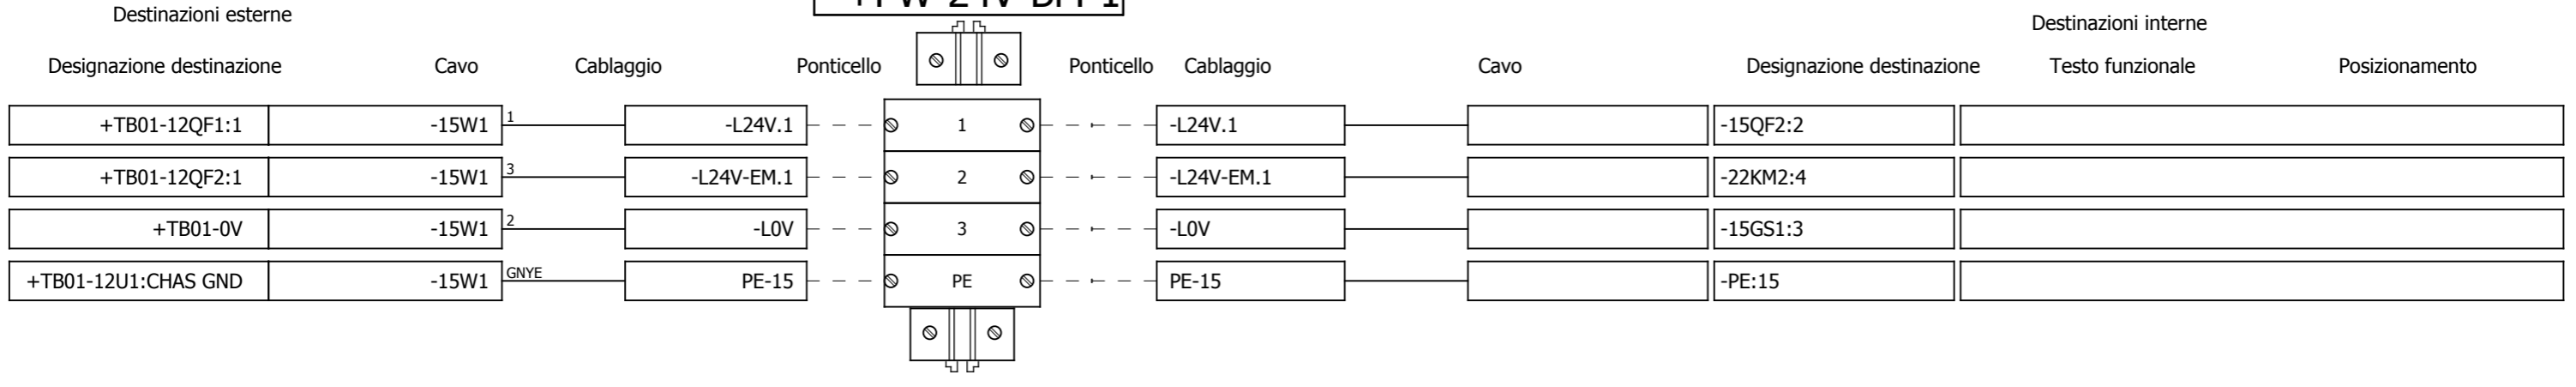 Destinazioni esterne
Destinazioni interne
Designazione destinazione Cavo Cablaggio Ponticello Ponticello Cablaggio Cavo Designazione destinazione Testo funzionale Posizionamento
+TB01-12QF1:1 -15W1 1 -L24V.1 1 -L24V.1 -15QF2:2
+TB01-12QF2:1 -15W1 3 -L24V-EM.1 2 -L24V-EM.1 -22KM2:4
+TB01-0V -15W1 2 -L0V 3 -L0V -15GS1:3
+TB01-12U1:CHAS GND -15W1 GNYE PE-15 PE PE-15 -PE:15